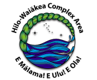 Hilo-Waiākea Complex Area
E Mālama! E Ulu! E Ola!